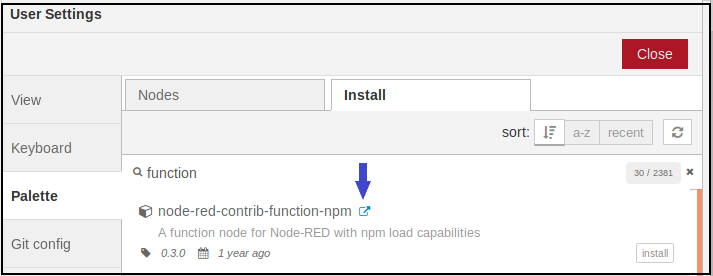 User Settings
Close
View
Keyboard
Palette
Git config
Nodes
Install
sort: a-z recent
function
30 / 2381 ×
node-red-contrib-function-npm
A function node for Node-RED with npm load capabilities
0.3.0 1 year ago
install